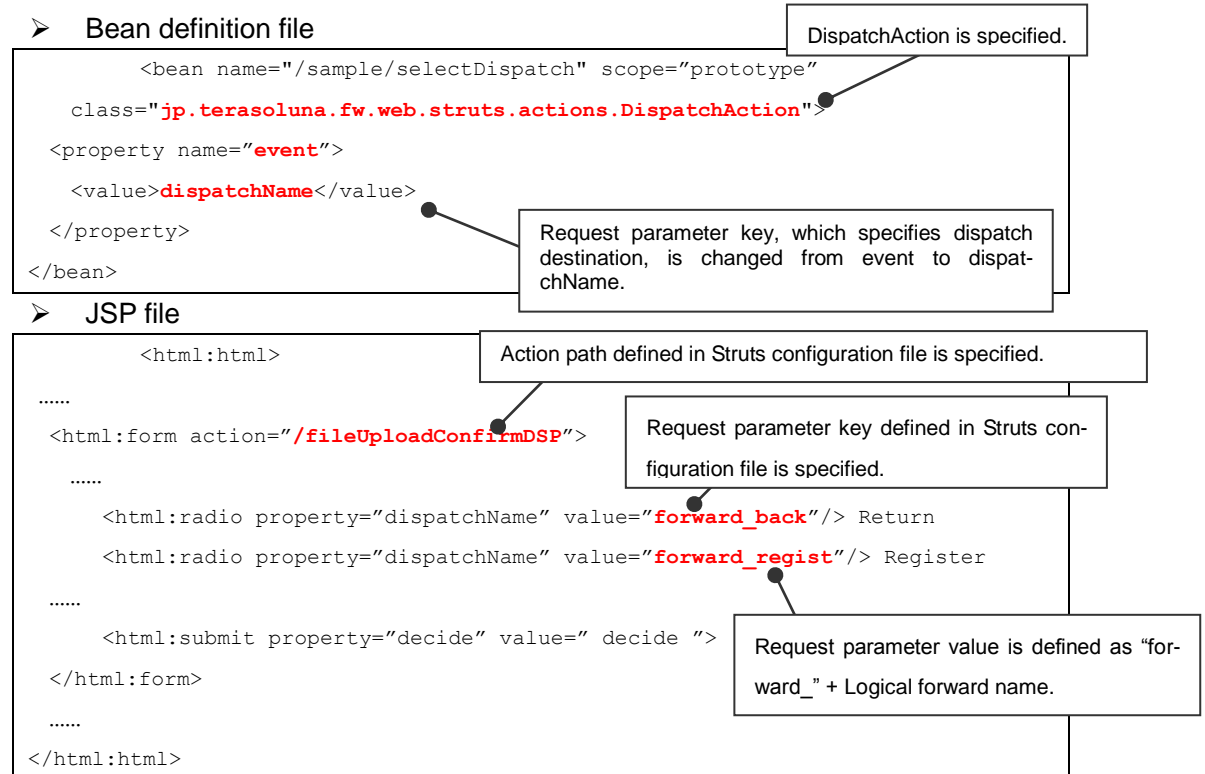 ➢ Bean definition file
DispatchAction is specified.
<bean name="/sample/selectDispatch" scope=”prototype”
class="jp.terasoluna.fw.web.struts.actions.DispatchAction">
<property name=”event”>
<value>dispatchName</value>
</property>
</bean>
Request parameter key, which specifies dispatch
destination, is changed from event to dispat-
chName.
➢ JSP file
<html:html>
Action path defined in Struts configuration file is specified.
……
<html:form action=”/fileUploadConfirmDSP”>
Request parameter key defined in Struts con-
figuration file is specified.
……
<html:radio property=”dispatchName” value=”forward_back”/> Return
<html:radio property=”dispatchName” value=”forward_regist”/> Register
……
<html:submit property=”decide” value=” decide ”>
Request parameter value is defined as “for-
ward_” + Logical forward name.
</html:form>
……
</html:html>